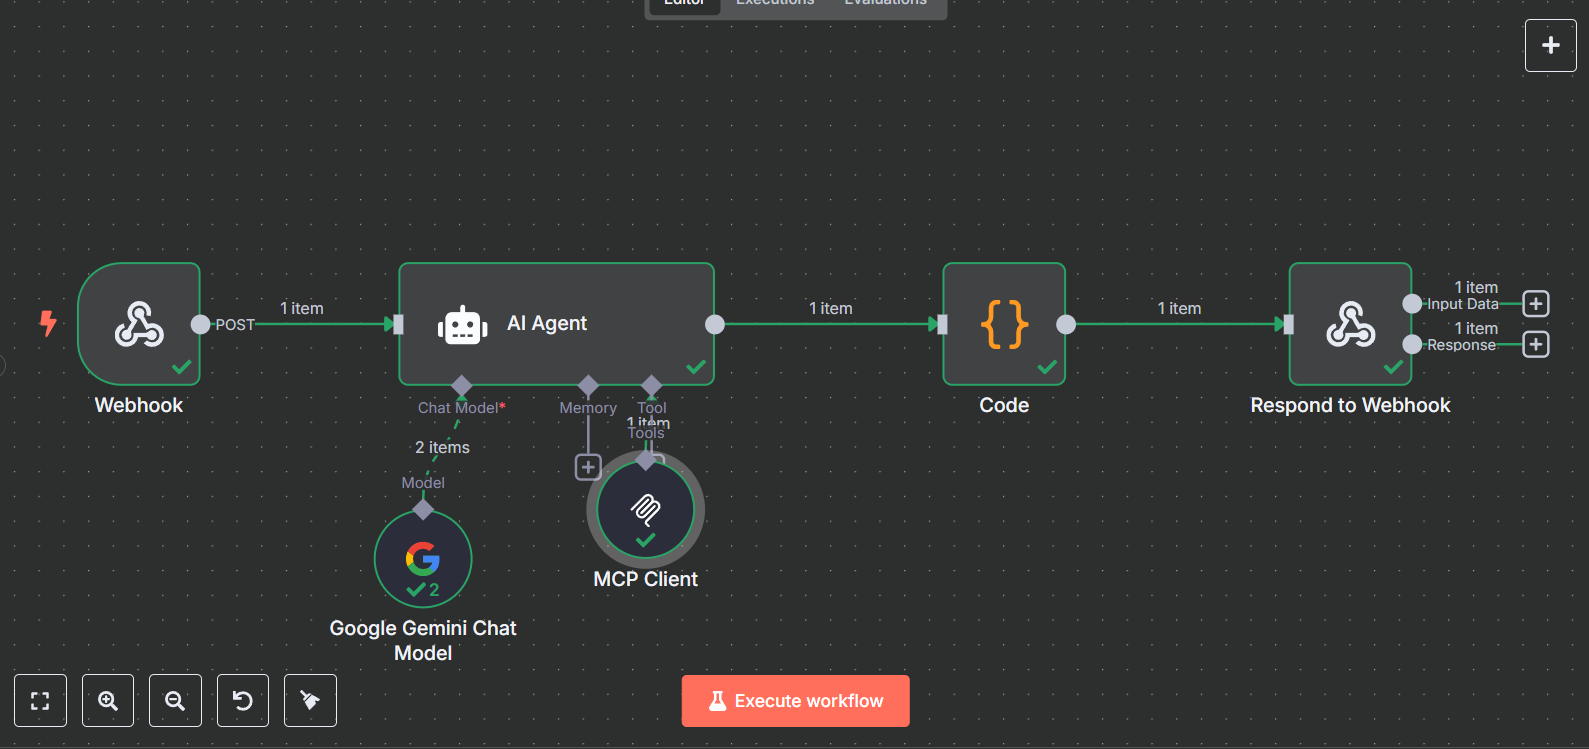 Editor Executions Evaluations
1 item
POST
AI Agent
1 item
1 item
1 item
Input Data
1 item
Response
Webhook
Chat Model*
Memory
Tool
1 item
Tools
Code
Respond to Webhook
2 items
Model
2
MCP Client
Google Gemini Chat
Model
Execute workflow